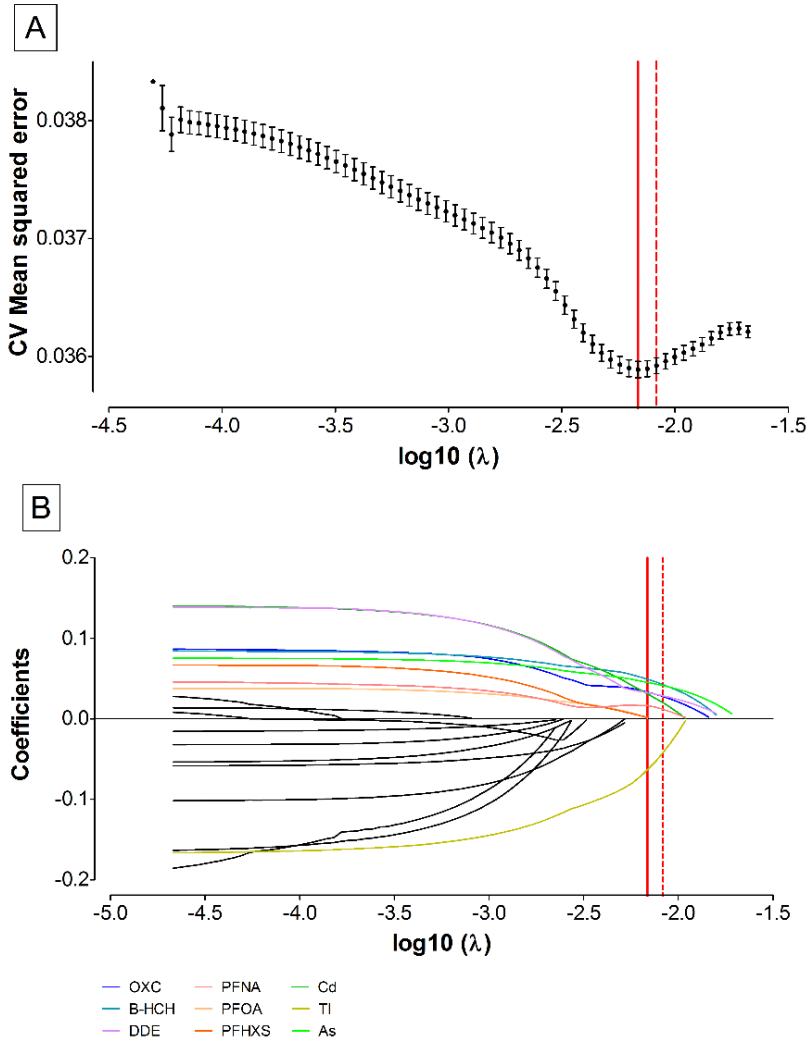 A
CV Mean squared error
0.038
0.037
0.036
-4.5 -4.0 -3.5 -3.0 -2.5 -2.0 -1.5
log10 (λ)
B
Coefficients
0.2
0.1
0.0
-0.1
-0.2
-5.0 -4.5 -4.0 -3.5 -3.0 -2.5 -2.0 -1.5
log10 (λ)
OXC PFNA Cd
B-HCH PFOA Tl
DDE PFHXS As